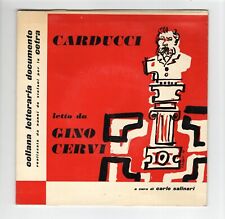 collana letteraria documento
realizzata da nanni de stefani per la cetra
CARDUCCI
letto da
GINO
CERVI
a cura di carlo salinari